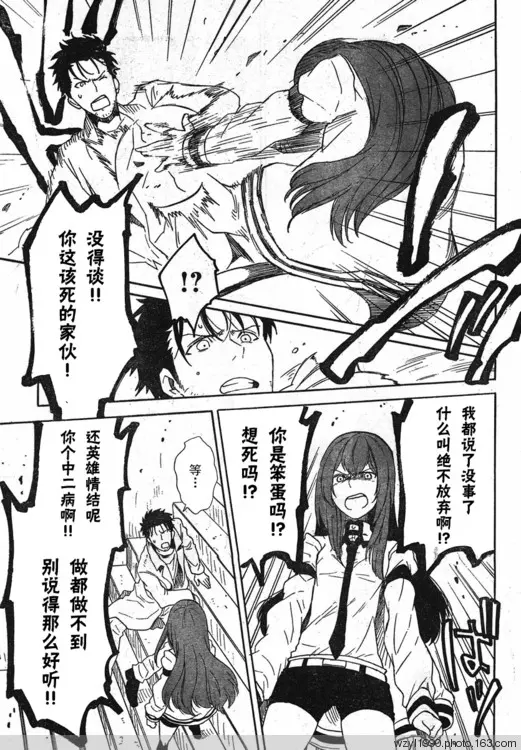 没得谈!!
你这该死的家伙!
!?
我都说了没事了
什么叫绝不放弃啊!?
你是笨蛋吗!?
想死吗!?
等…
还英雄情结呢
你个中二病啊!!
做都做不到
别说得那么好听
wzyl1999.photo.163.com